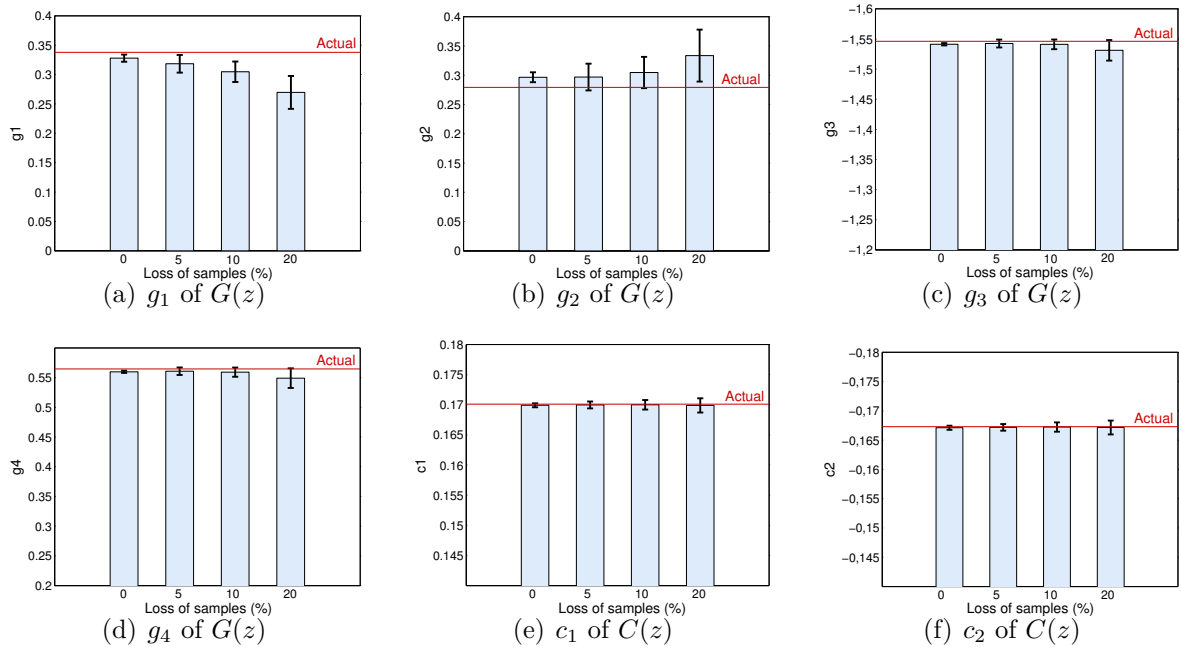 0.4
0.35
0.3
0.25
0.2
0.15
0.1
0.05
0
g1
Actual
0 5 10 20
Loss of samples (%)
(a) g1 of G(z)
0.4
0.35
0.3
0.25
0.2
0.15
0.1
0.05
0
g2
Actual
0 5 10 20
Loss of samples (%)
(b) g2 of G(z)
−1,6
−1,55
−1,5
−1,45
−1,4
−1,35
−1,3
−1,25
−1,2
g3
Actual
0 5 10 20
Loss of samples (%)
(c) g3 of G(z)
0.55
0.5
0.45
0.4
0.35
0.3
0.25
0.2
g4
Actual
0 5 10 20
Loss of samples (%)
(d) g4 of G(z)
0.18
0.175
0.17
0.165
0.16
0.155
0.15
0.145
c1
Actual
0 5 10 20
Loss of samples (%)
(e) c1 of C(z)
−0,18
−0,175
−0,17
−0,165
−0,16
−0,155
−0,15
−0,145
c2
Actual
0 5 10 20
Loss of samples (%)
(f) c2 of C(z)